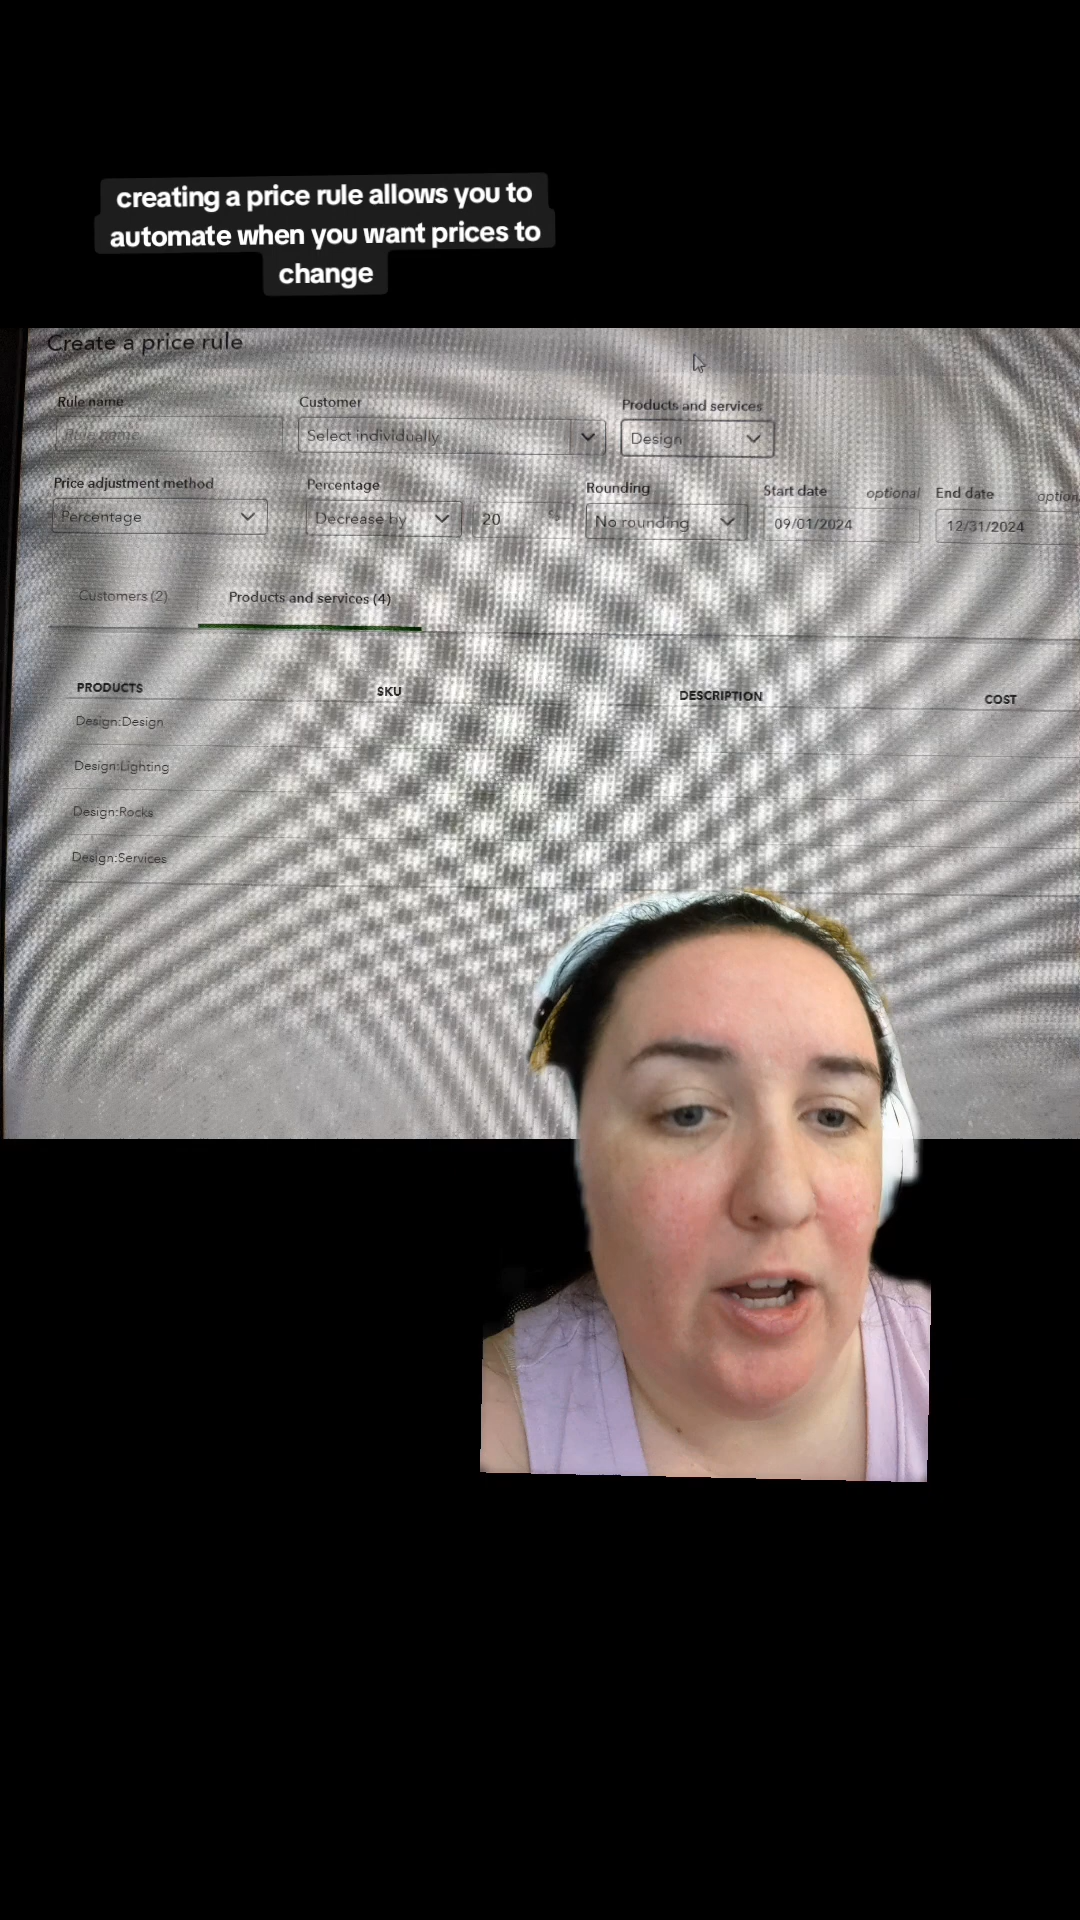 creating a price rule allows you to
automate when you want prices to
change
Create a price rule
Rule name
Customer
Products and services
Rule name
Select individually
Design
Price adjustment method
Percentage
Rounding
Start date
optional
End date
Percentage
Decrease by
20
%
No rounding
09/01/2024
12/31/2024
Customers (2)
Products and services (4)
PRODUCTS
SKU
DESCRIPTION
COST
Design:Design
Design:Lighting
Design:Rocks
Design:Services